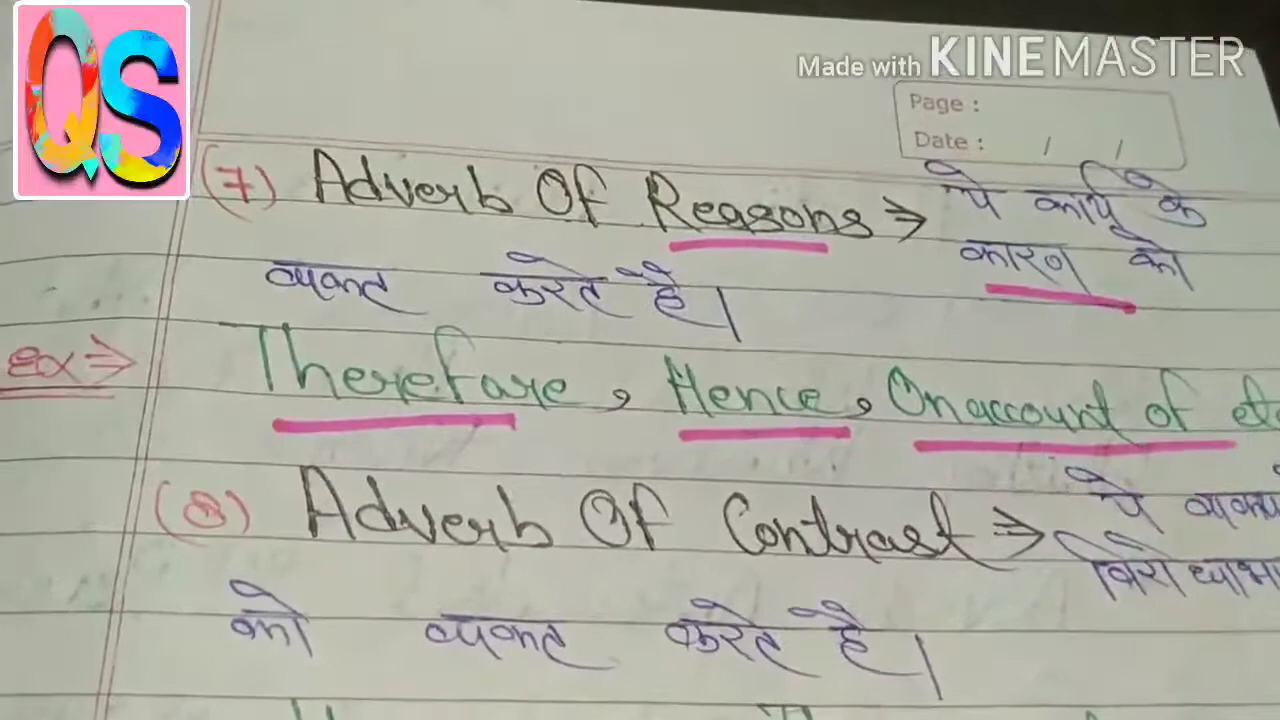 QS
Made with KINEMASTER
Page :
Date : / /
(7) Adverb Of Reasons ⇒ ये कार्य के
कारण को
व्यक्त करते है।
ex ⇒ Therefore, Hence, On account of etc
(8) Adverb Of Contrast ⇒ ये
को व्यक्त करते है।